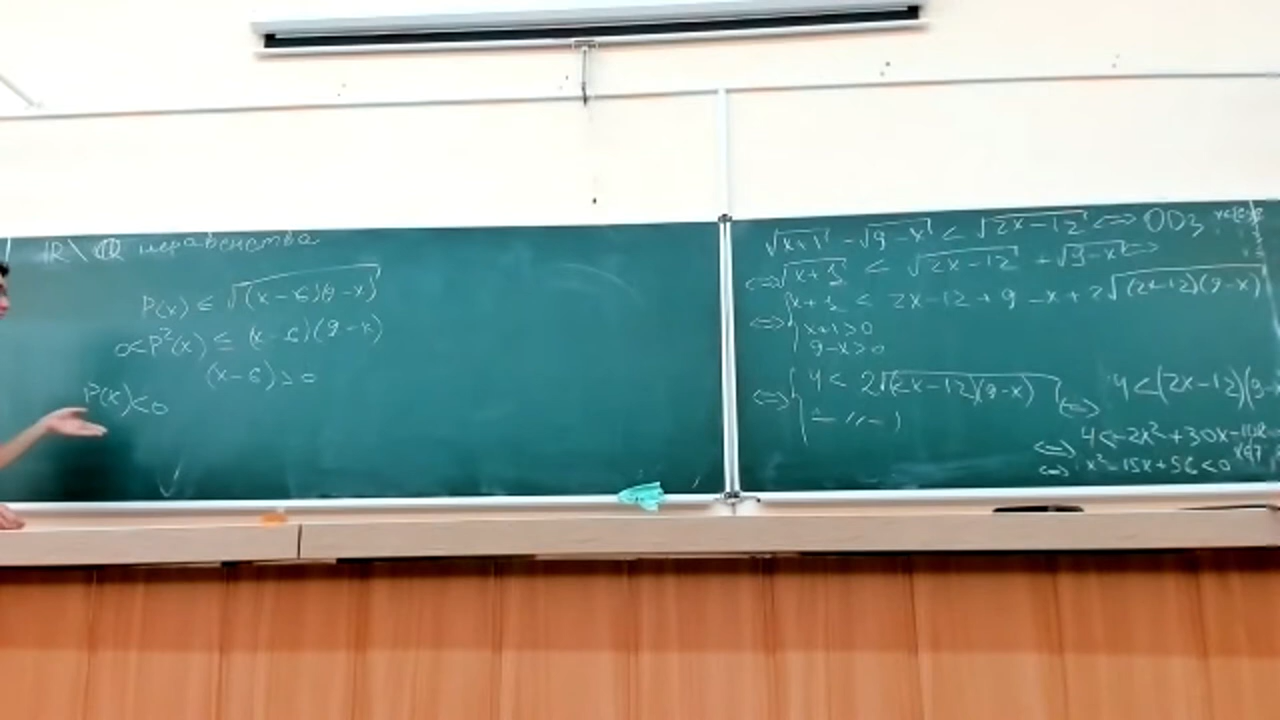 ℝ\ℚ неравенства
P(x) ≤ √((x-6)(9-x))
0<P²(x) ≤ (x-6)(9-x)
(x-6)≥0
P(x)<0
√(x+1) - √(9-x) < √(2x-12) ⇔ ОДЗ
⇔ √(x+1) < √(2x-12) + √(9-x) ⇔
⇔ { x+1 < 2x-12+9-x+2√((2x-12)(9-x))
x+1≥0
9-x≥0
⇔ { 4 < 2√((2x-12)(9-x)) ⇔ 4<(2x-12)(9-
-//-
⇔ 4<-2x²+30x-108
⇔ x²-15x+56<0